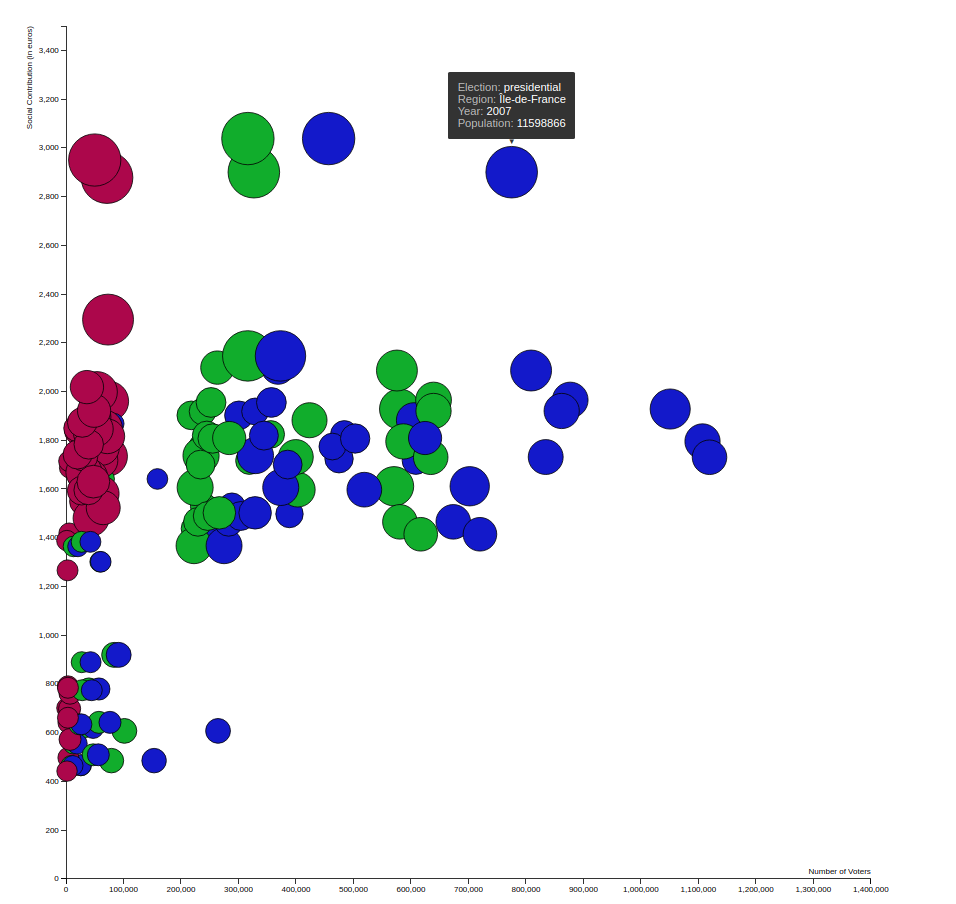 Social Contribution (in euros)
3,400
3,200
3,000
2,800
2,600
2,400
2,200
2,000
1,800
1,600
1,400
1,200
1,000
800
600
400
200
0
Election: presidential
Region: Île-de-France
Year: 2007
Population: 11598866
Number of Voters
0 100,000 200,000 300,000 400,000 500,000 600,000 700,000 800,000 900,000 1,000,000 1,100,000 1,200,000 1,300,000 1,400,000